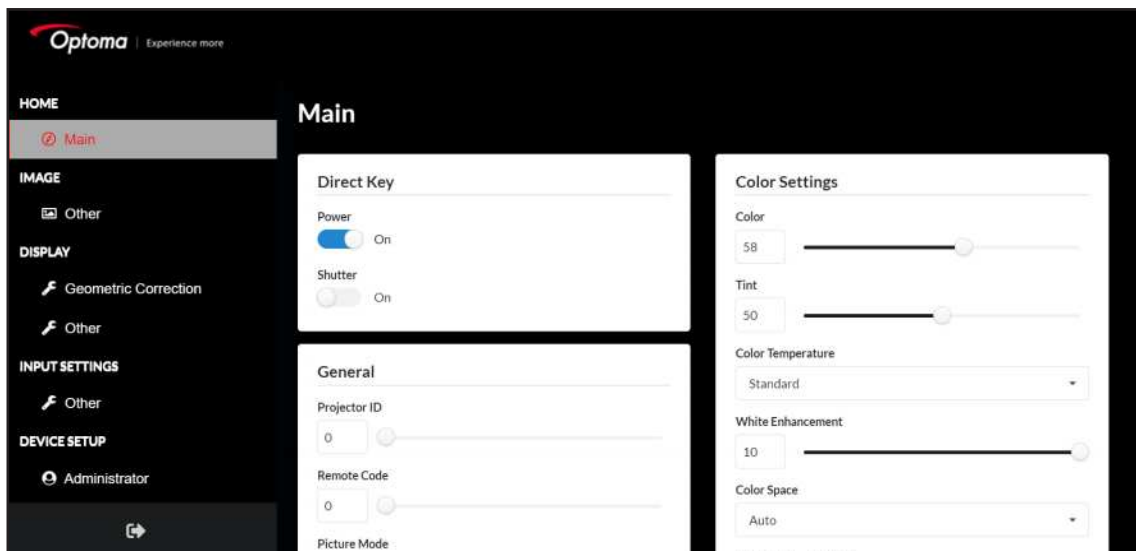 Optoma | Experience more
HOME
Main
IMAGE
Other
DISPLAY
Geometric Correction
Other
INPUT SETTINGS
Other
DEVICE SETUP
Administrator
Main
Direct Key
Power
On
Shutter
On
General
Projector ID
0
Remote Code
0
Picture Mode
Color Settings
Color
58
Tint
50
Color Temperature
Standard
White Enhancement
10
Color Space
Auto